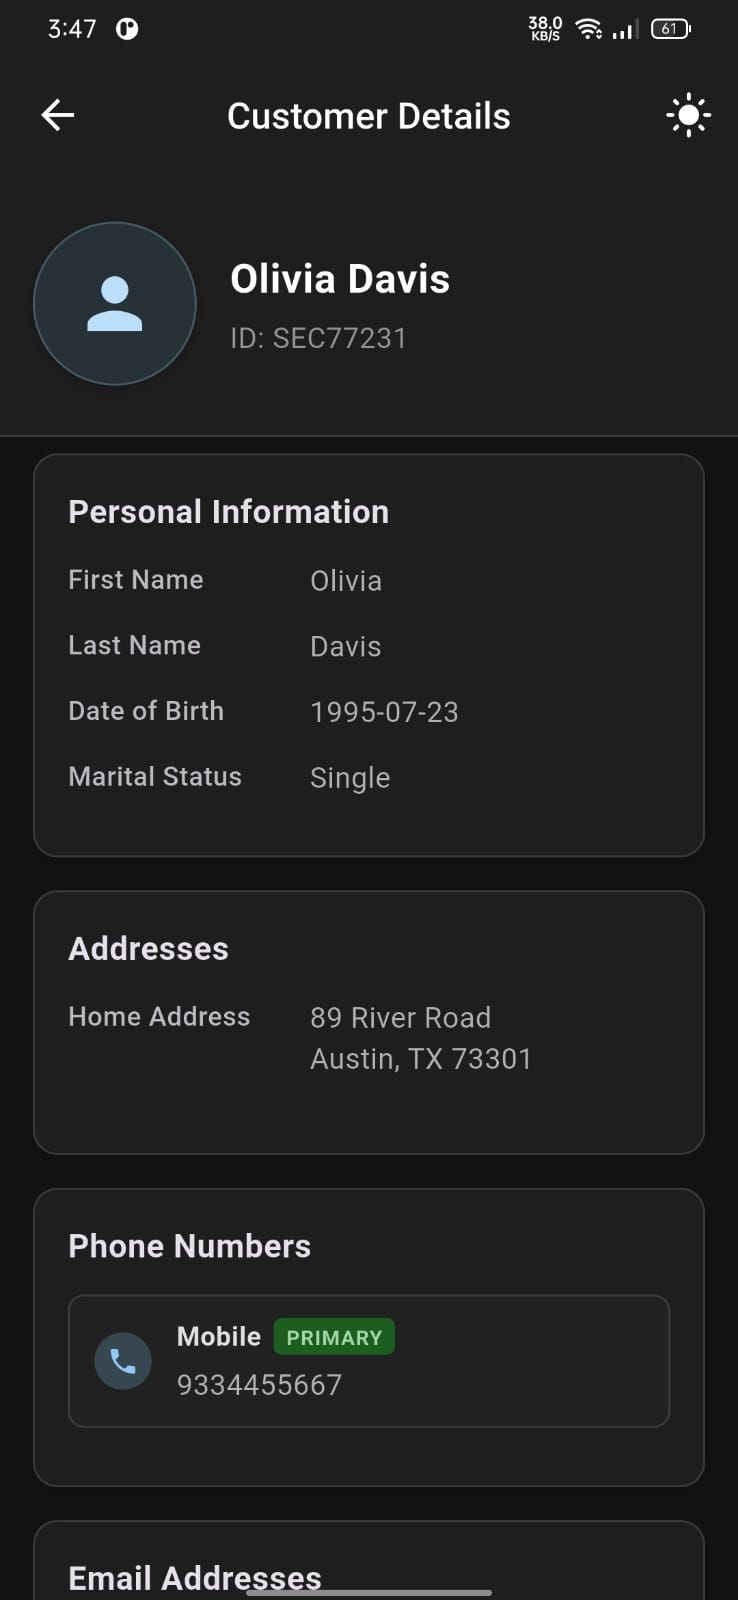 3:47
38.0
KB/S
61
Customer Details
Olivia Davis
ID: SEC77231
Personal Information
First Name Olivia
Last Name Davis
Date of Birth 1995-07-23
Marital Status Single
Addresses
Home Address 89 River Road
Austin, TX 73301
Phone Numbers
Mobile PRIMARY
9334455667
Email Addresses